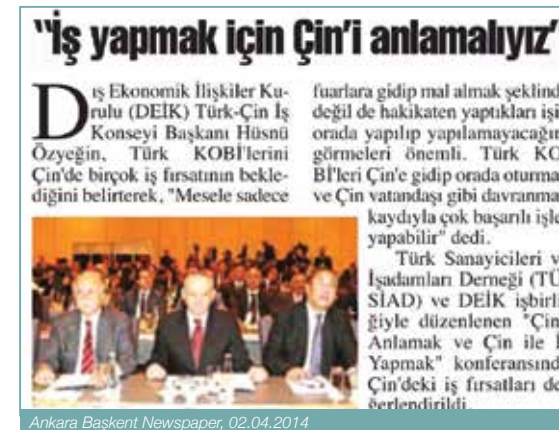 "İş yapmak için Çin'i anlamalıyız"
Dış Ekonomik İlişkiler Ku-
rulu (DEİK) Türk-Çin İş
Konseyi Başkanı Hüsnü
Özyeğin, Türk KOBİ'lerini
Çin'de birçok iş fırsatının bekle-
diğini belirterek, "Mesele sadece
fuarlara gidip mal almak şeklind
değil de hakikaten yaptıkları işi
orada yapılıp yapılamayacağın
görmeleri önemli. Türk KO
Bİ'leri Çin'e gidip orada oturma
ve Çin vatandaşı gibi davranma
kaydıyla çok başarılı işle
yapabilir" dedi.
Türk Sanayicileri v
İşadamları Derneği (TÜ
SİAD) ve DEİK işbirli
ğiyle düzenlenen "Çin
Anlamak ve Çin ile İ
Yapmak" konferansınd
Çin'deki iş fırsatları de
ğerlendirildi.
Ankara Başkent Newspaper, 02.04.2014